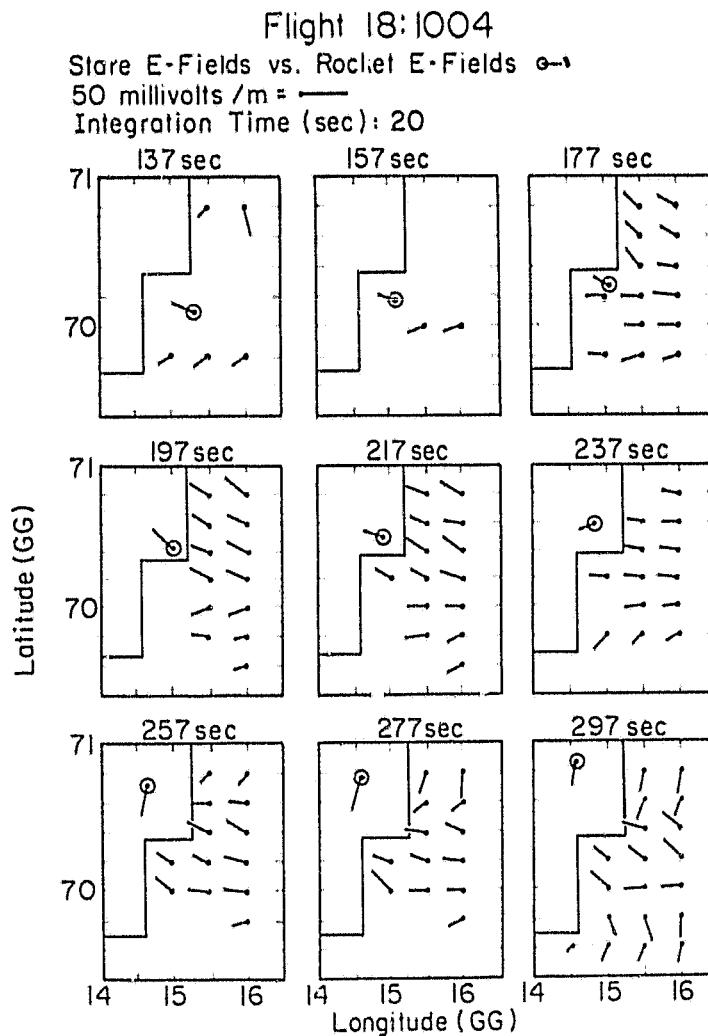 Flight 18:1004
Stare E-Fields vs. Rocket E-Fields
50 millivolts /m =
Integration Time (sec): 20
137 sec 157 sec 177 sec
71
70
197 sec 217 sec 237 sec
71
70
Latitude (GG)
257 sec 277 sec 297 sec
71
70
14 15 16 14 15 16 14 15 16
Longitude (GG)